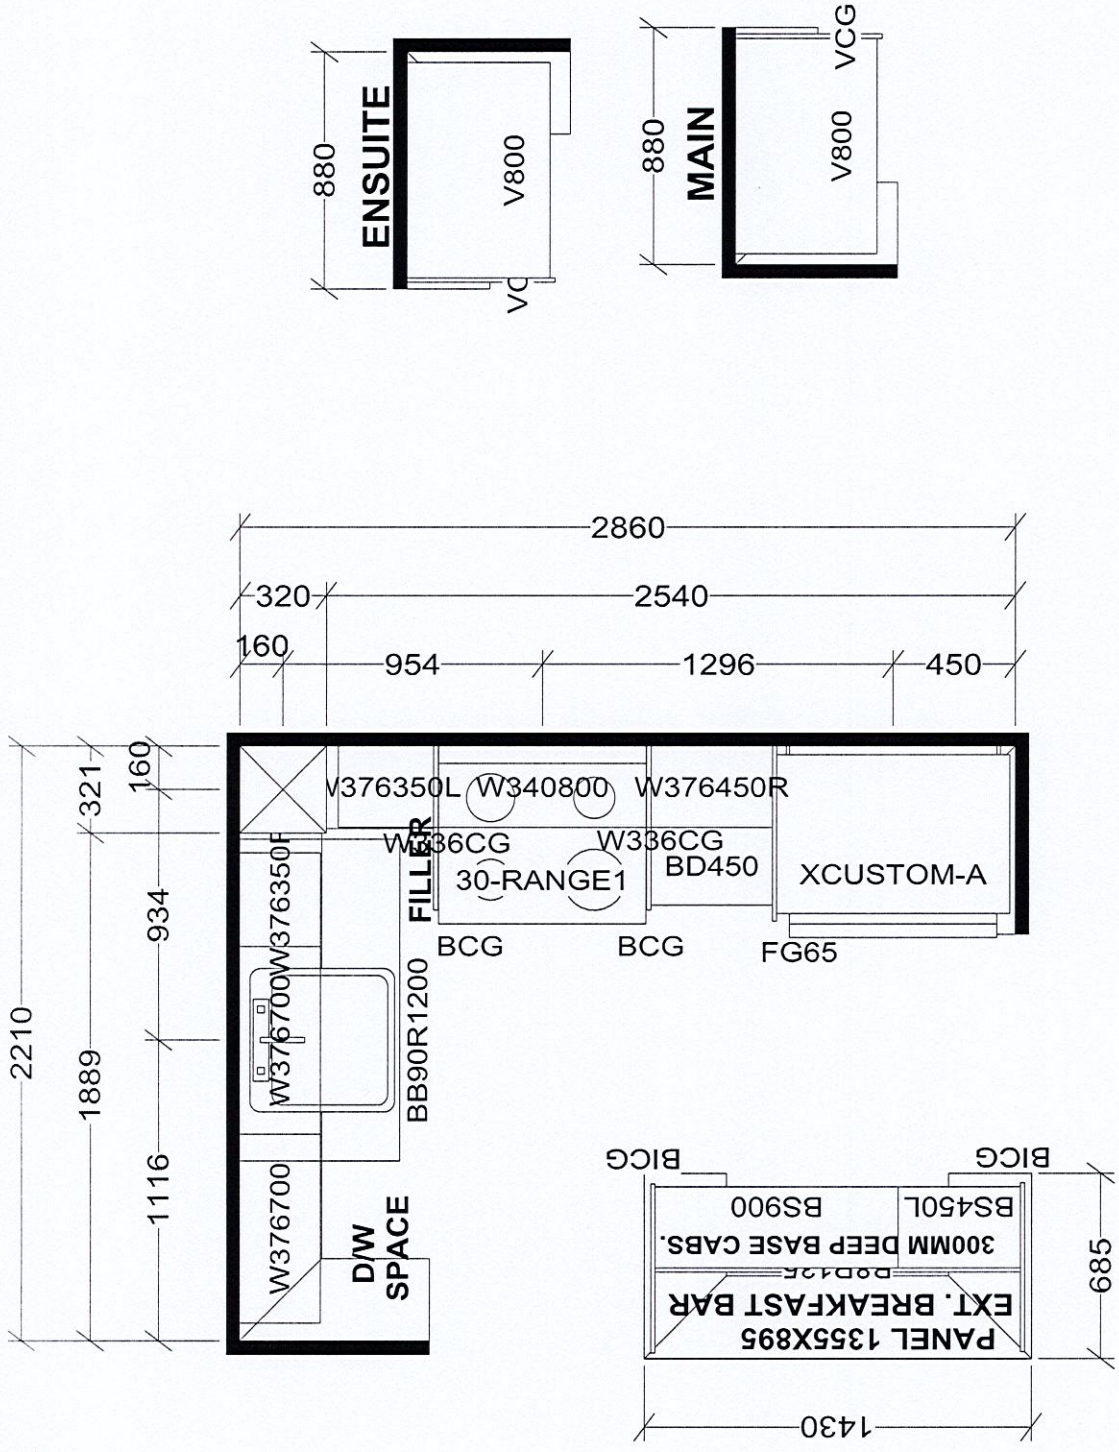 VCG
880
ENSUITE
V800
880
MAIN
V800
2860
320
2540
160
954
1296
450
160
321
W376350L
W340800
W376450R
W336CG
W336CG
FILLER
30-RANGE1
BD450
XCUSTOM-A
BCG
BCG
FG65
934
W376700
BB90R1200
2210
1889
1116
W376700
D/W
SPACE
BICG
BICG
BS900
BS450L
300MM DEEP BASE CABS.
EXT. BREAKFAST BAR
PANEL 1355X895
685
1430